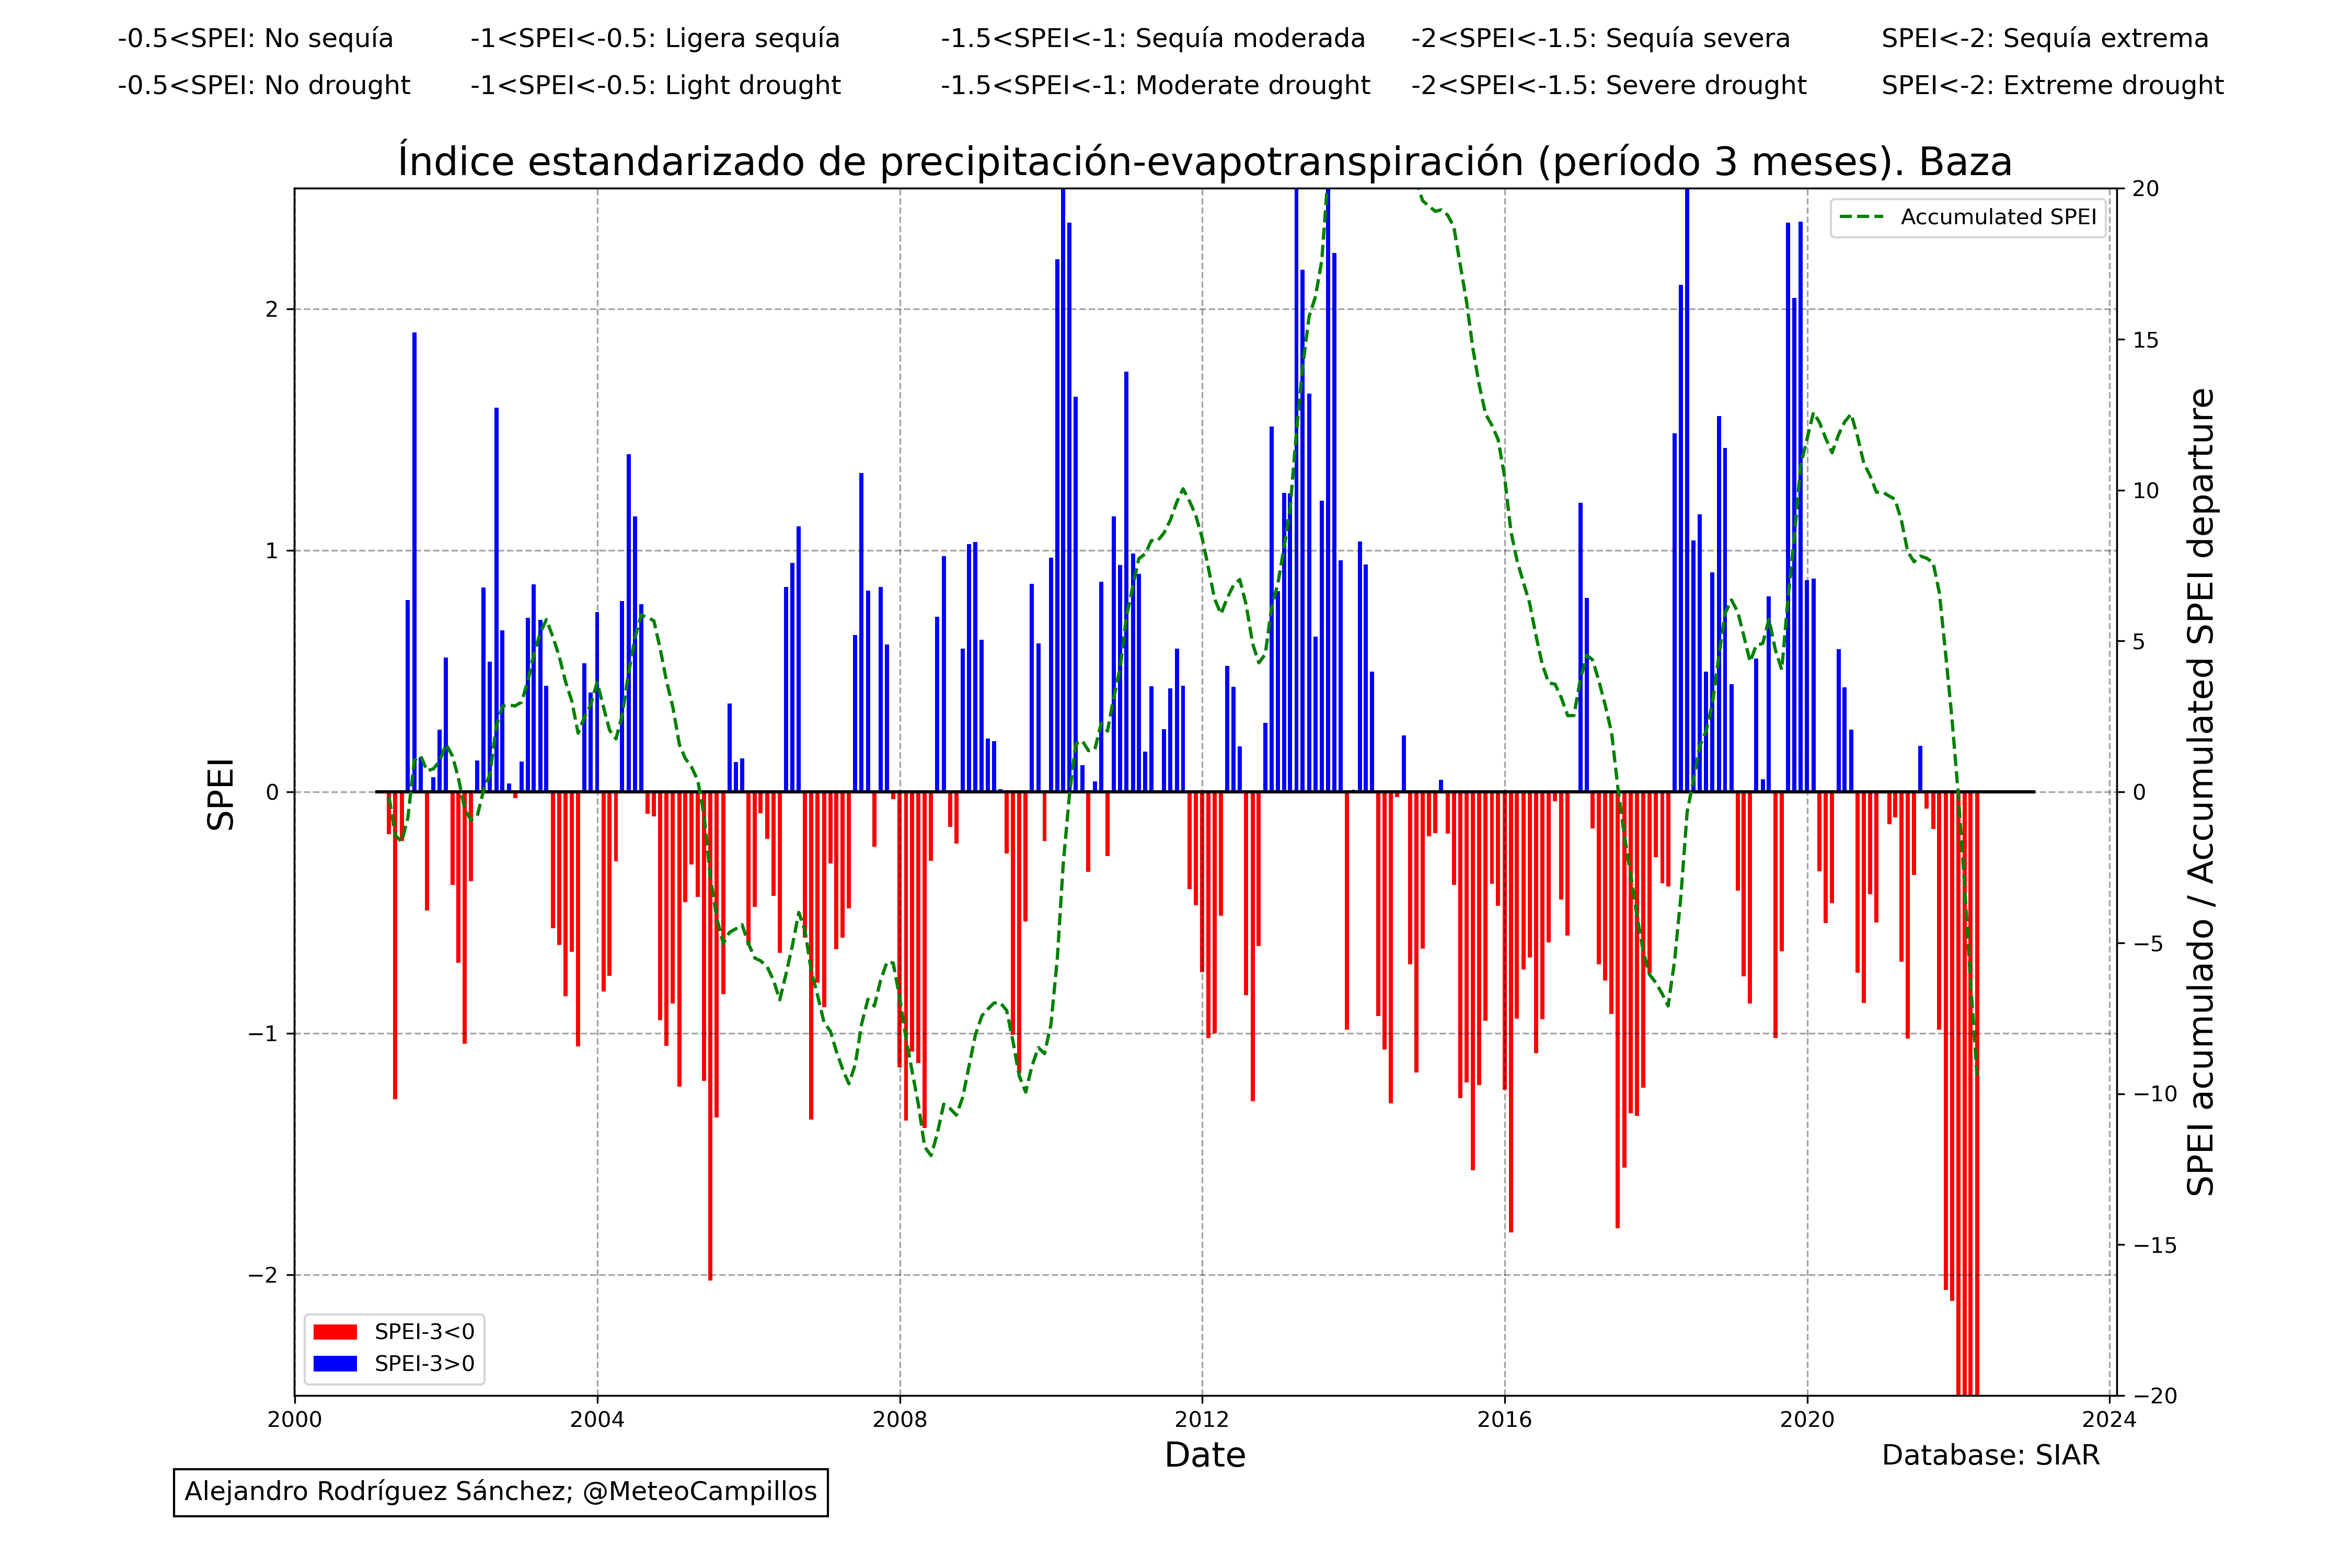 -0.5<SPEI: No sequía -1<SPEI<-0.5: Ligera sequía -1.5<SPEI<-1: Sequía moderada -2<SPEI<-1.5: Sequía severa SPEI<-2: Sequía extrema
-0.5<SPEI: No drought -1<SPEI<-0.5: Light drought -1.5<SPEI<-1: Moderate drought -2<SPEI<-1.5: Severe drought SPEI<-2: Extreme drought
Índice estandarizado de precipitación-evapotranspiración (período 3 meses). Baza
Accumulated SPEI
SPEI
2
1
0
−1
−2
SPEI-3<0
SPEI-3>0
20
15
10
5
0
−5
−10
−15
−20
SPEI acumulado / Accumulated SPEI departure
2000 2004 2008 2012 2016 2020 2024
Date
Database: SIAR
Alejandro Rodríguez Sánchez; @MeteoCampillos